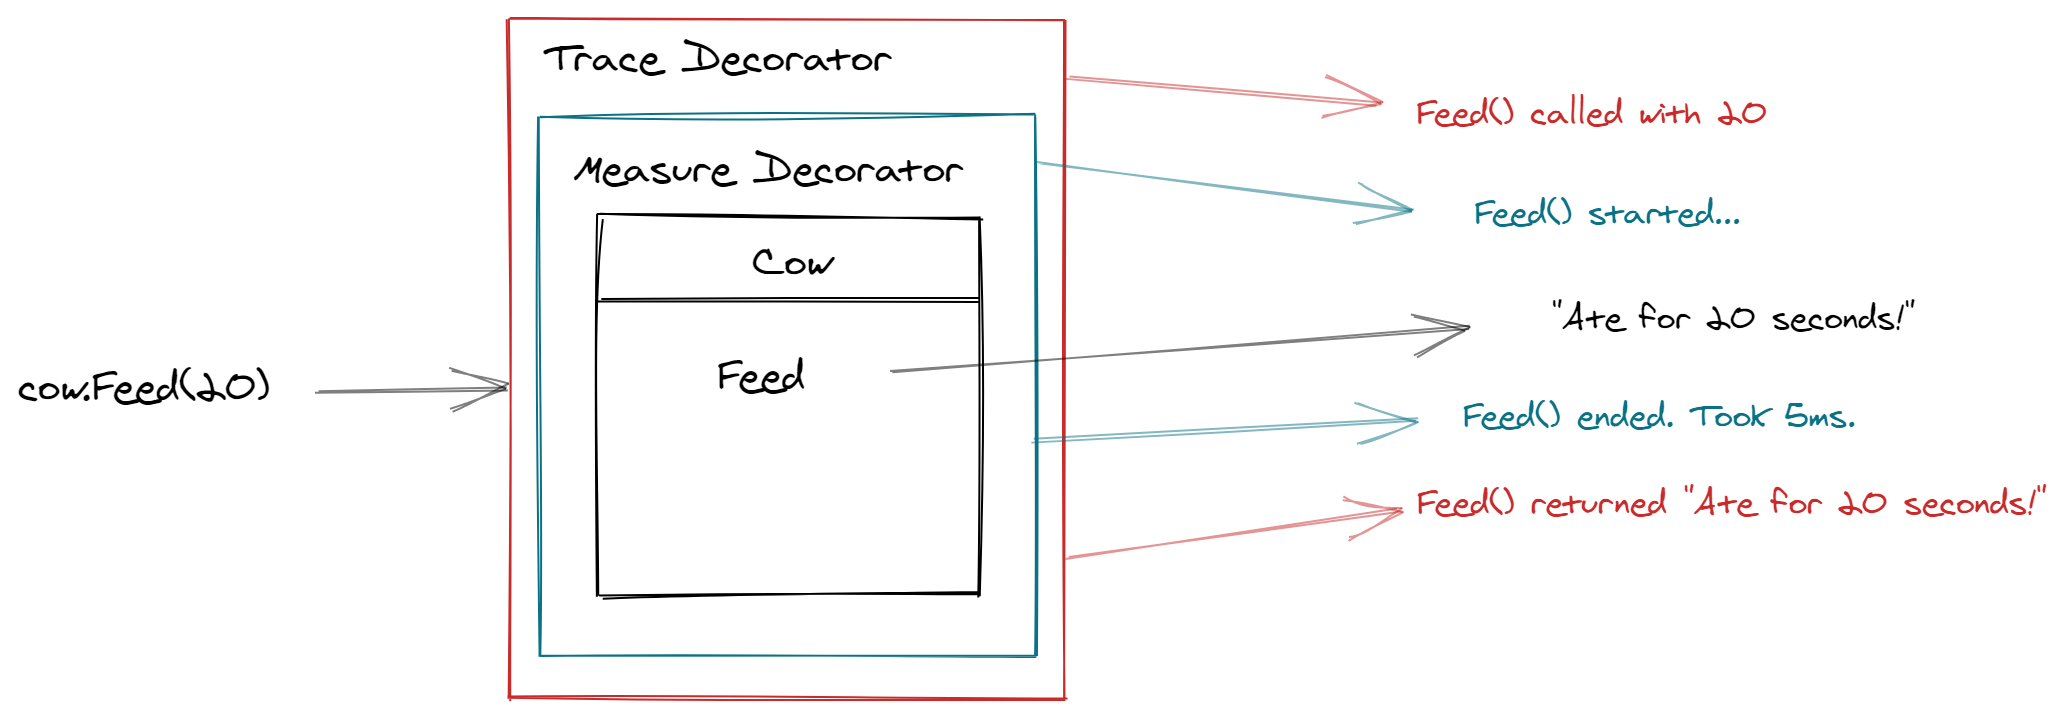 Trace Decorator
Feed() called with 20
Measure Decorator
Feed() started...
Cow
"Ate for 20 seconds!"
cow.Feed(20)
Feed
Feed() ended. Took 5ms.
Feed() returned "Ate for 20 seconds!"